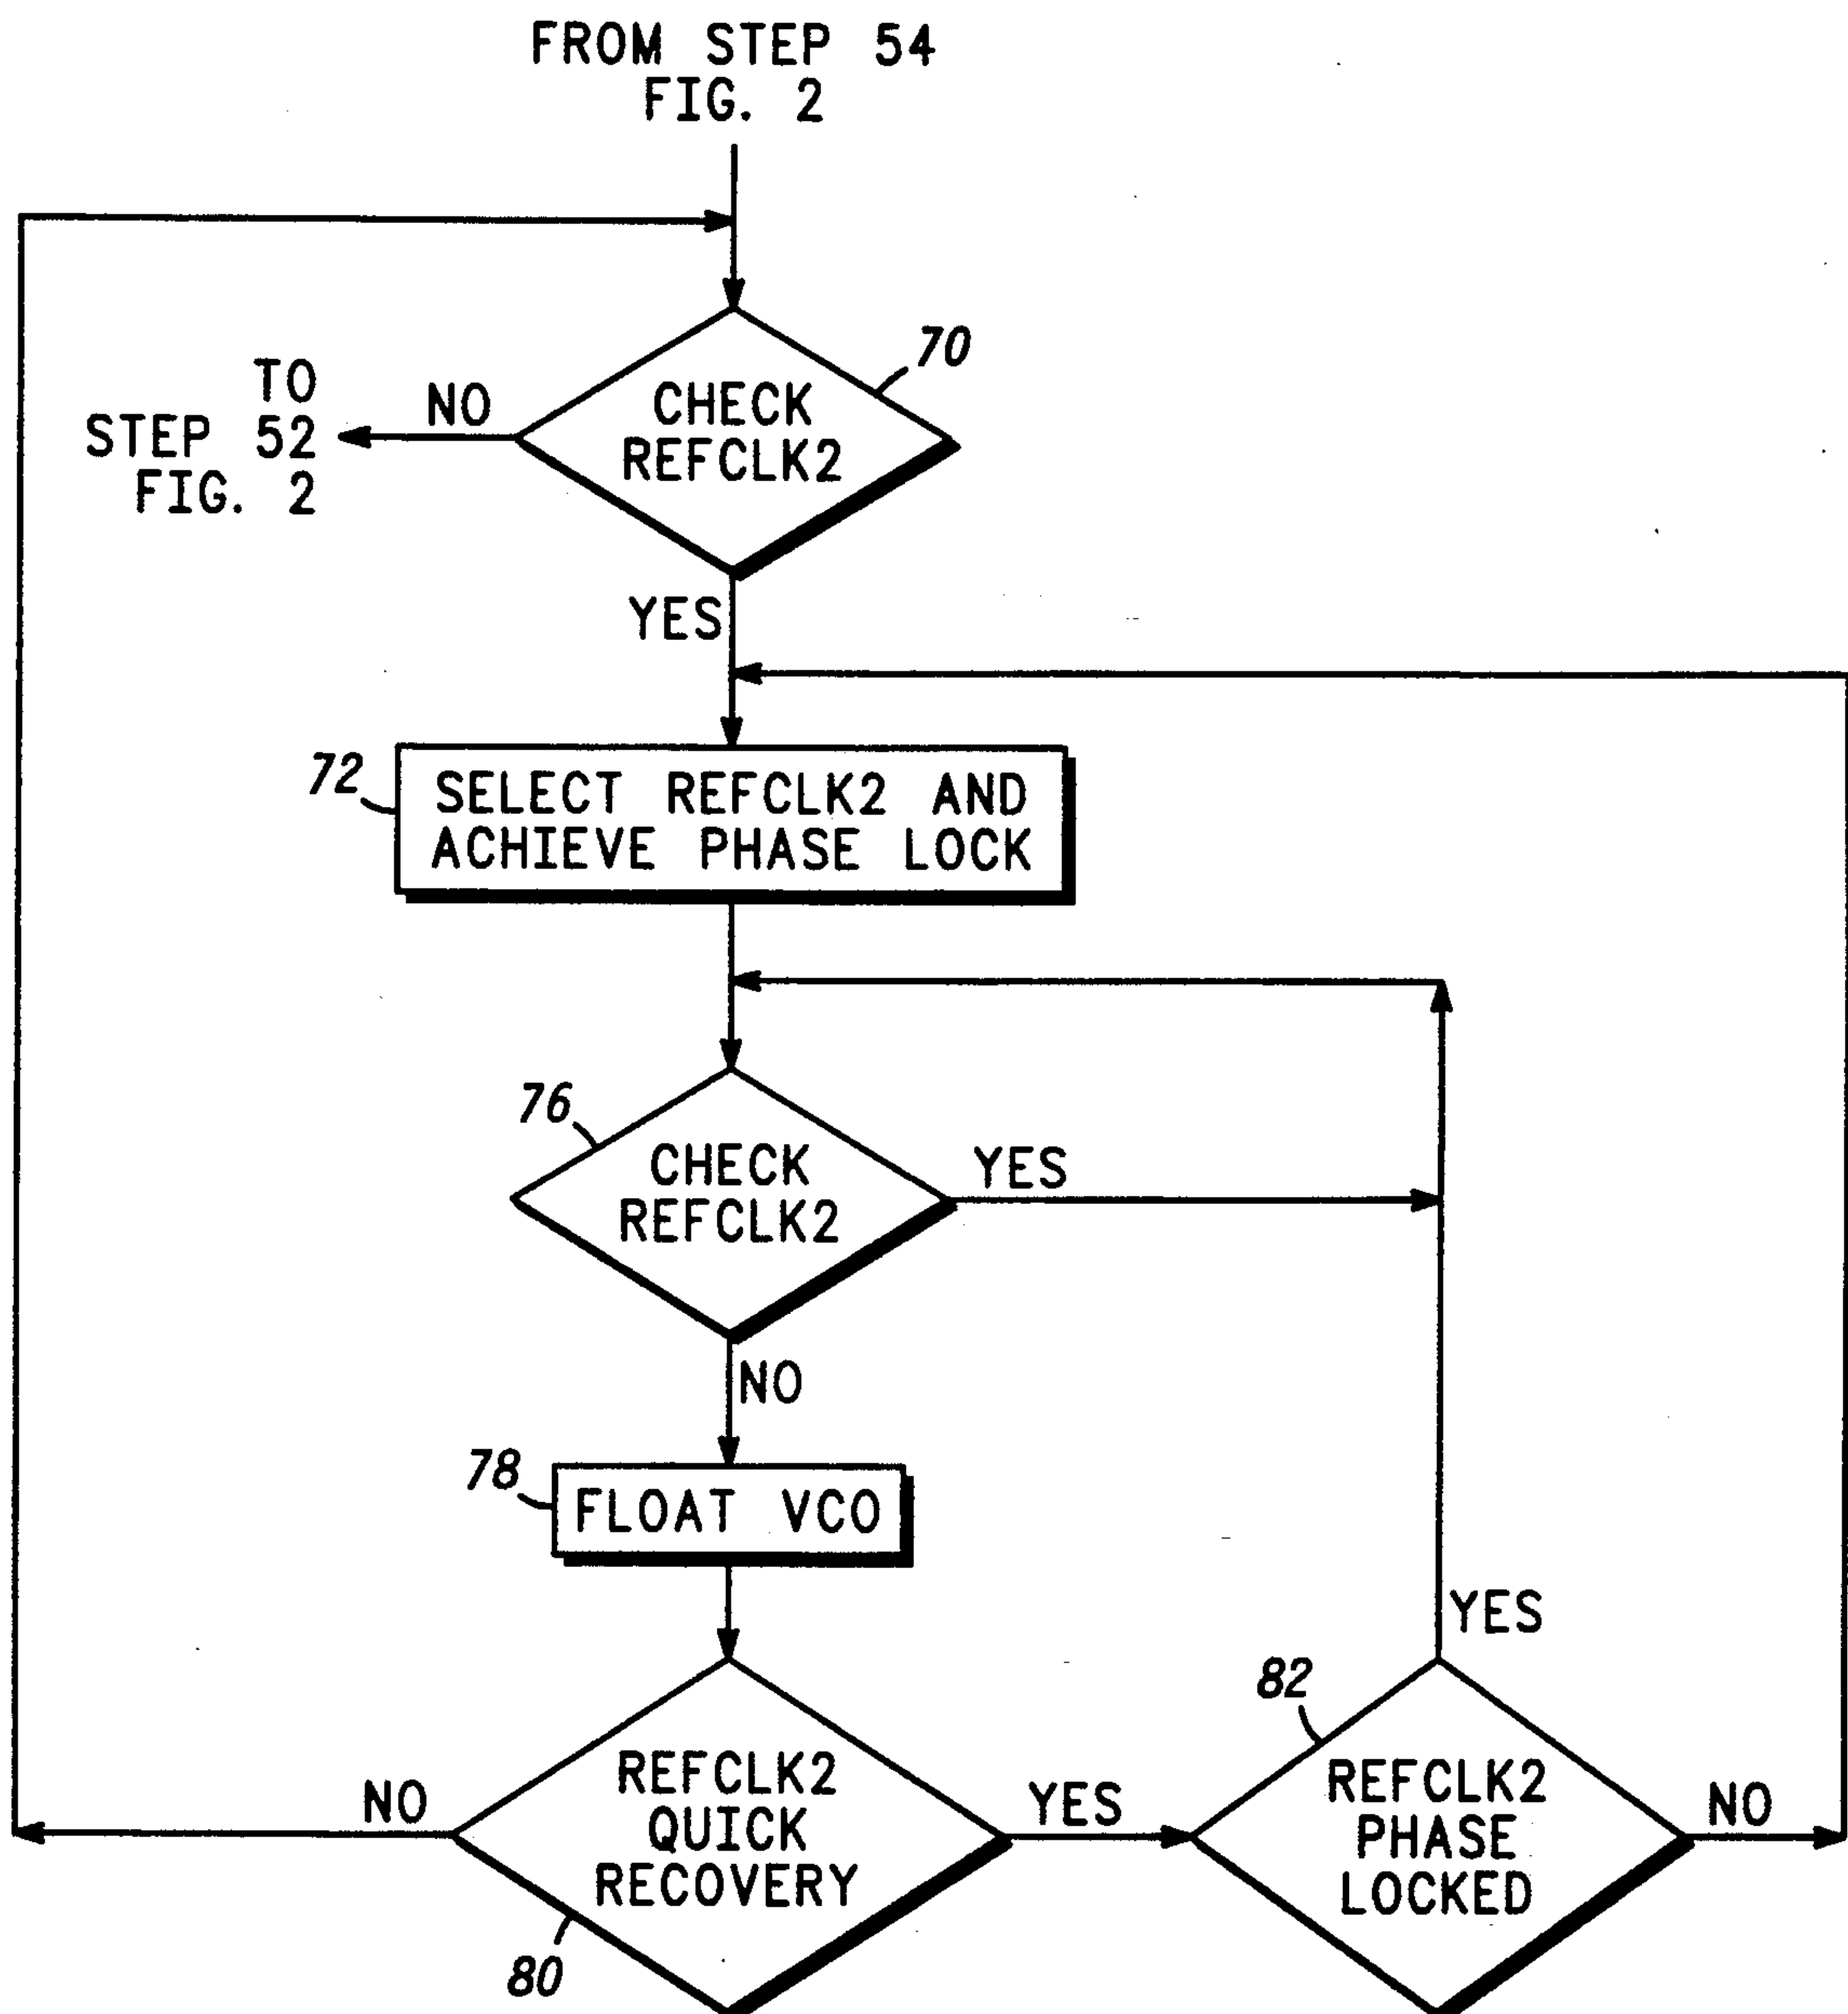 FROM STEP 54
FIG. 2
70
CHECK
REFCLK2
NO
TO
STEP 52
FIG. 2
YES
72
SELECT REFCLK2 AND
ACHIEVE PHASE LOCK
76
CHECK
REFCLK2
YES
NO
78
FLOAT VCO
YES
82
REFCLK2
QUICK
RECOVERY
NO
YES
REFCLK2
PHASE
LOCKED
NO
80